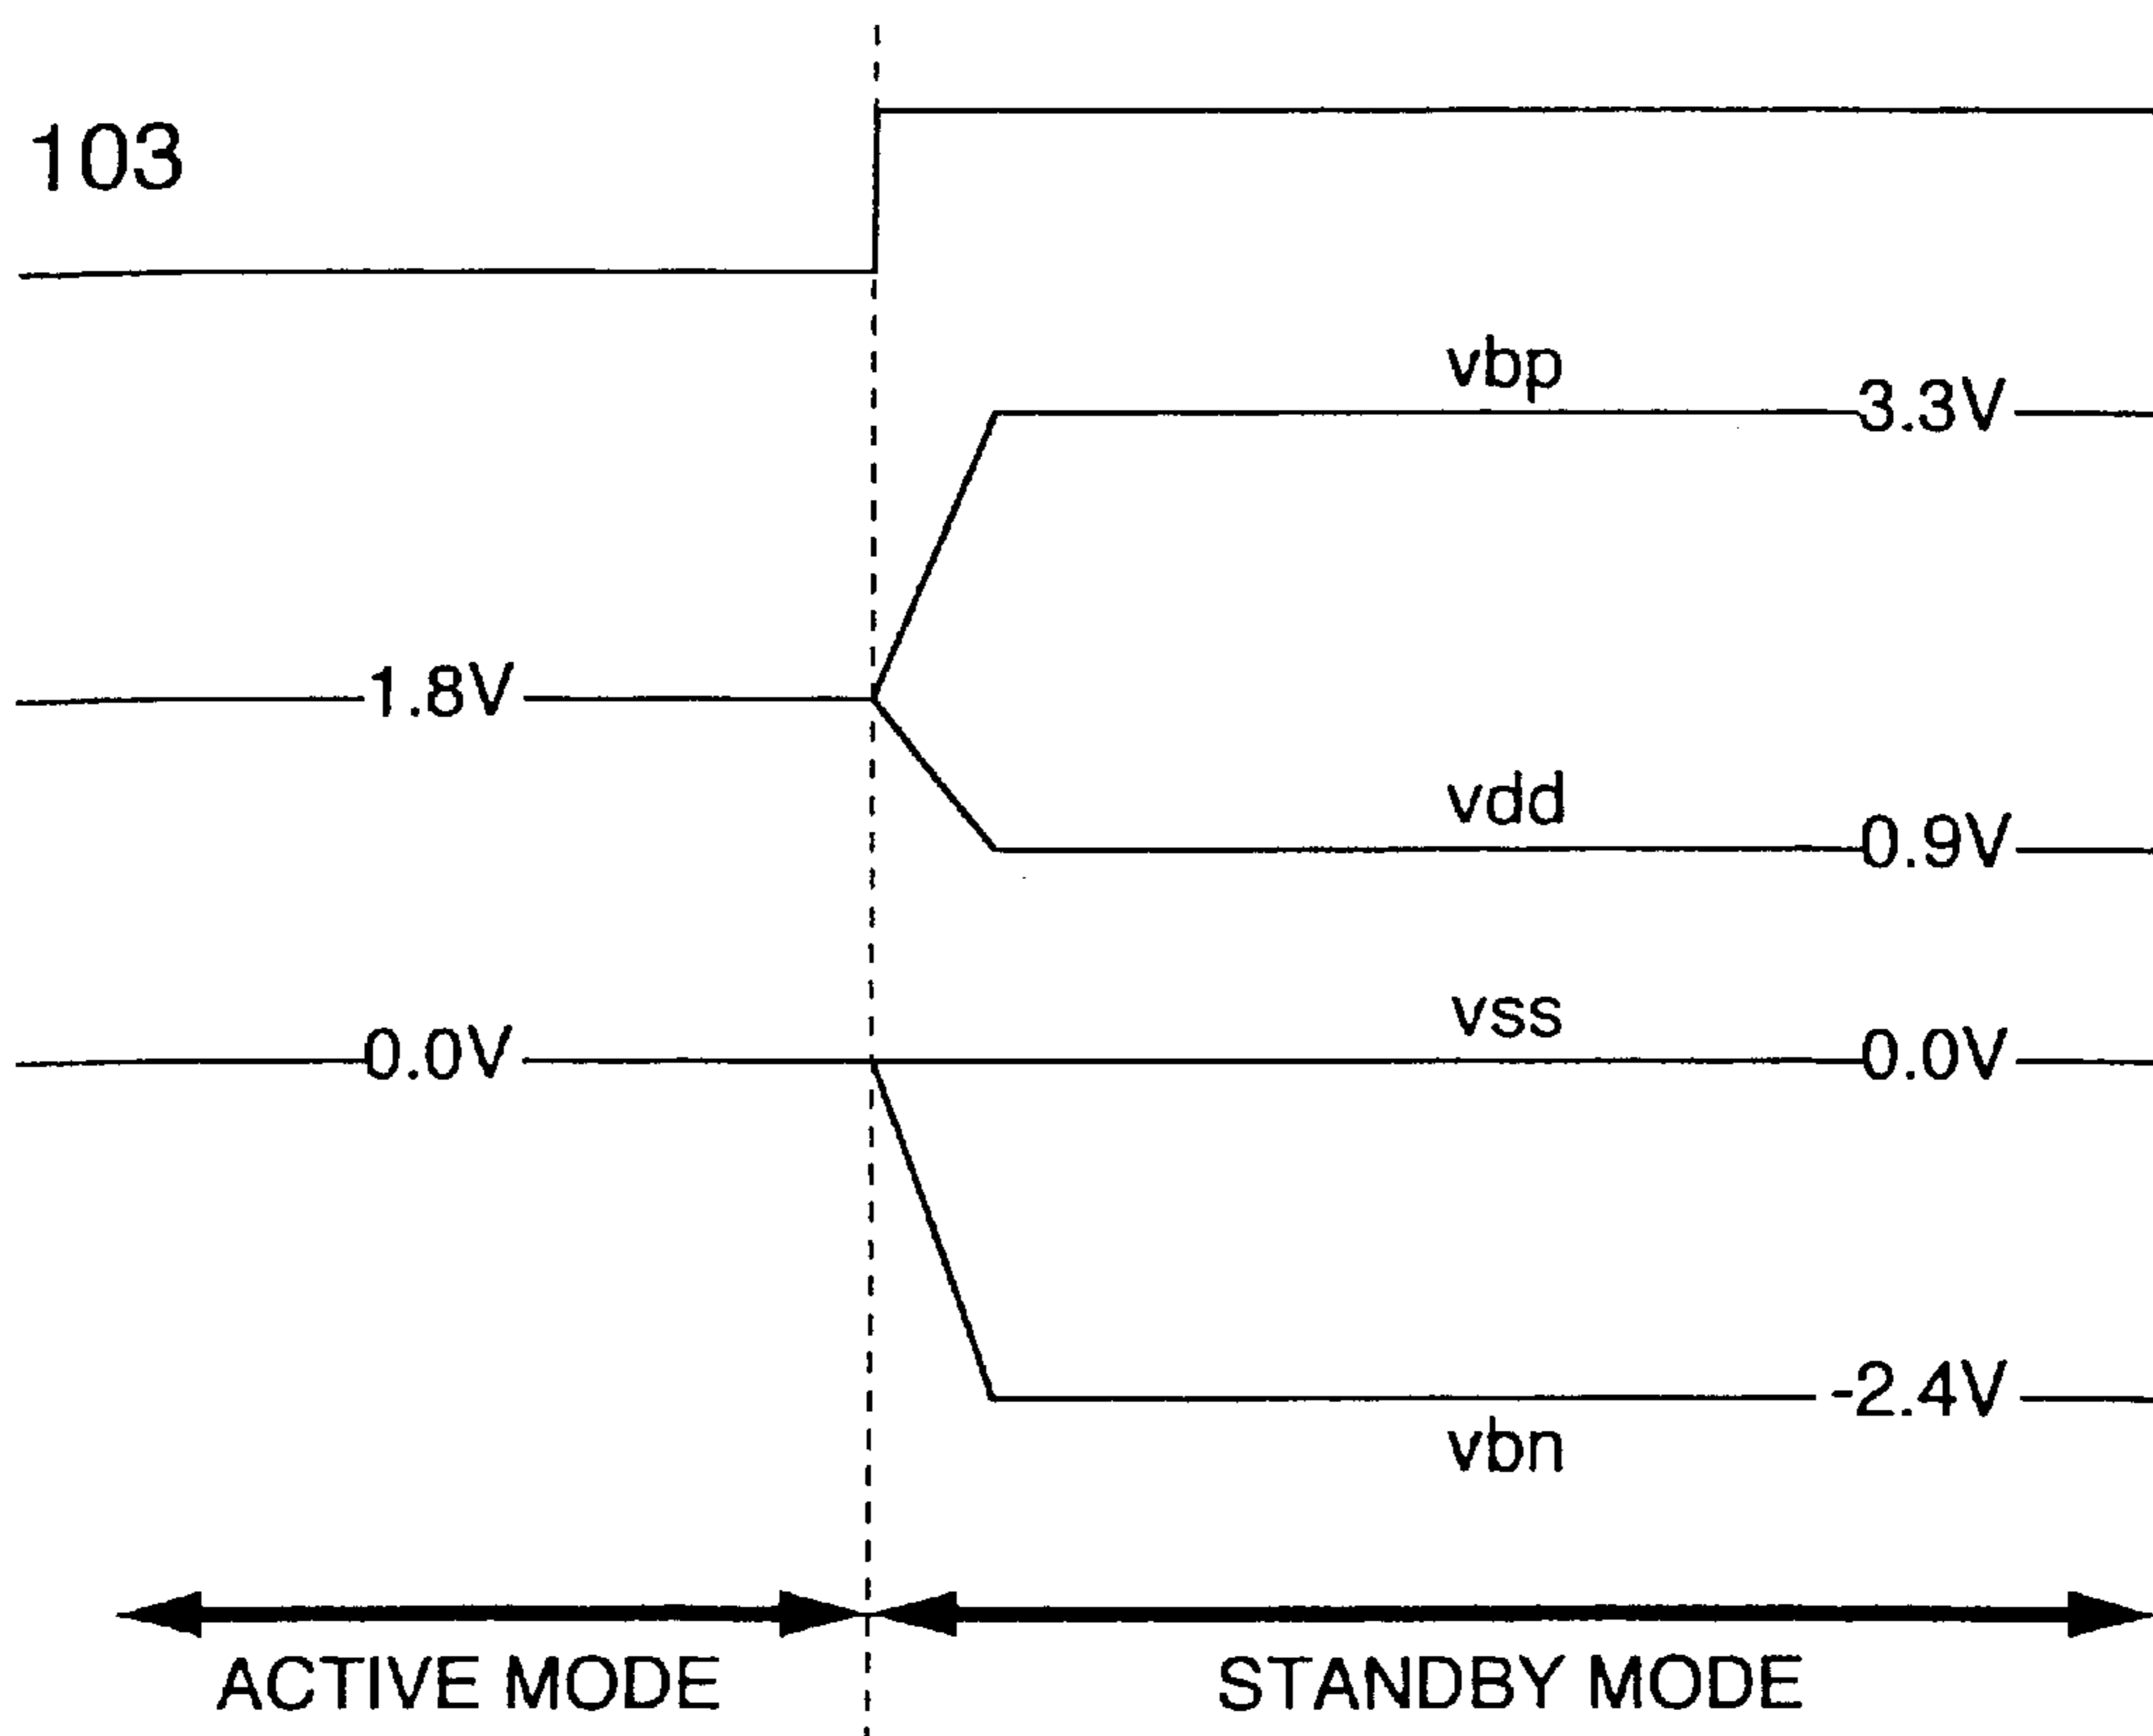 103
vbp
3.3V
1.8V
vdd
0.9V
vss
0.0V
0.0V
-2.4V
vbn
ACTIVE MODE
STANDBY MODE